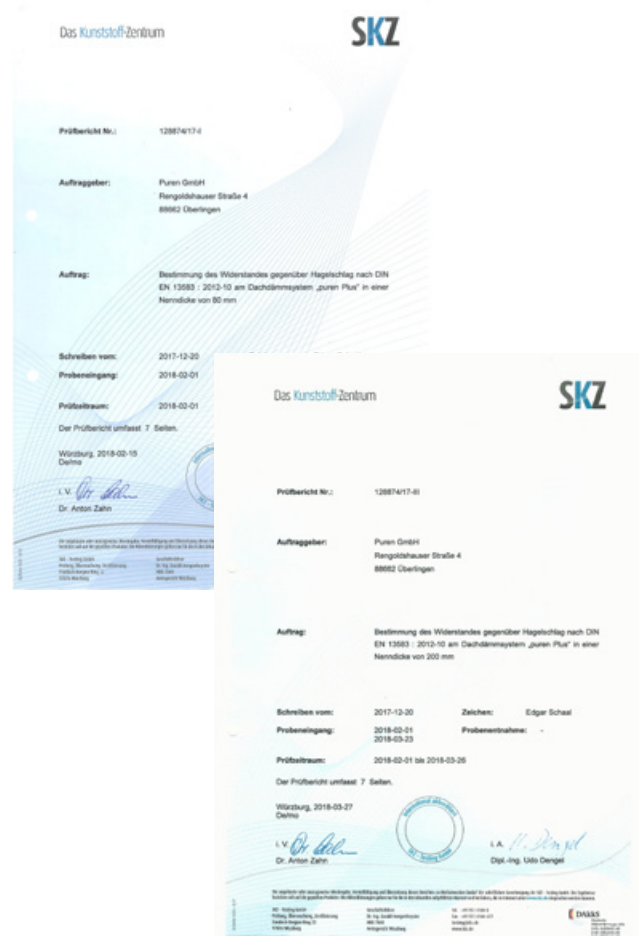 Das Kunststoff-Zentrum
SKZ
Prüfbericht Nr.: 128874/17-I
Auftraggeber: Puren GmbH
Rengoldshauser Straße 4
88662 Überlingen
Auftrag: Bestimmung des Widerstandes gegenüber Hagelschlag nach DIN
EN 13583 : 2012-10 am Dachdämmsystem „puren Plus" in einer
Nenndicke von 80 mm
Schreiben vom: 2017-12-20
Probeneingang: 2018-02-01
Prüfzeitraum: 2018-02-01
Der Prüfbericht umfasst 7 Seiten.
Würzburg, 2018-02-15
De/mo
i. V.
Dr. Anton Zahn
Das Kunststoff-Zentrum
SKZ
Prüfbericht Nr.: 128874/17-III
Auftraggeber: Puren GmbH
Rengoldshauser Straße 4
88662 Überlingen
Auftrag: Bestimmung des Widerstandes gegenüber Hagelschlag nach DIN
EN 13583 : 2012-10 am Dachdämmsystem „puren Plus" in einer
Nenndicke von 200 mm
Schreiben vom: 2017-12-20 Zeichen: Edgar Schaal
Probeneingang: 2018-02-01 Probenentnahme: -
2018-03-23
Prüfzeitraum: 2018-02-01 bis 2018-03-26
Der Prüfbericht umfasst 7 Seiten.
Würzburg, 2018-03-27
De/mo
i. V.
i. A. U. Dengel
Dr. Anton Zahn
Dipl.-Ing. Udo Dengel
DAkkS